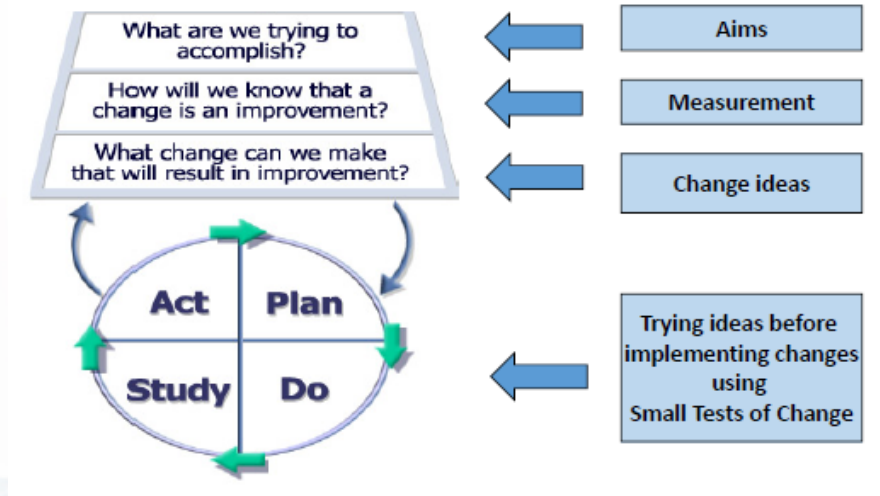 What are we trying to
accomplish?
Aims
How will we know that a
change is an improvement?
Measurement
What change can we make
that will result in improvement?
Change ideas
Act
Plan
Study
Do
Trying ideas before
implementing changes
using
Small Tests of Change